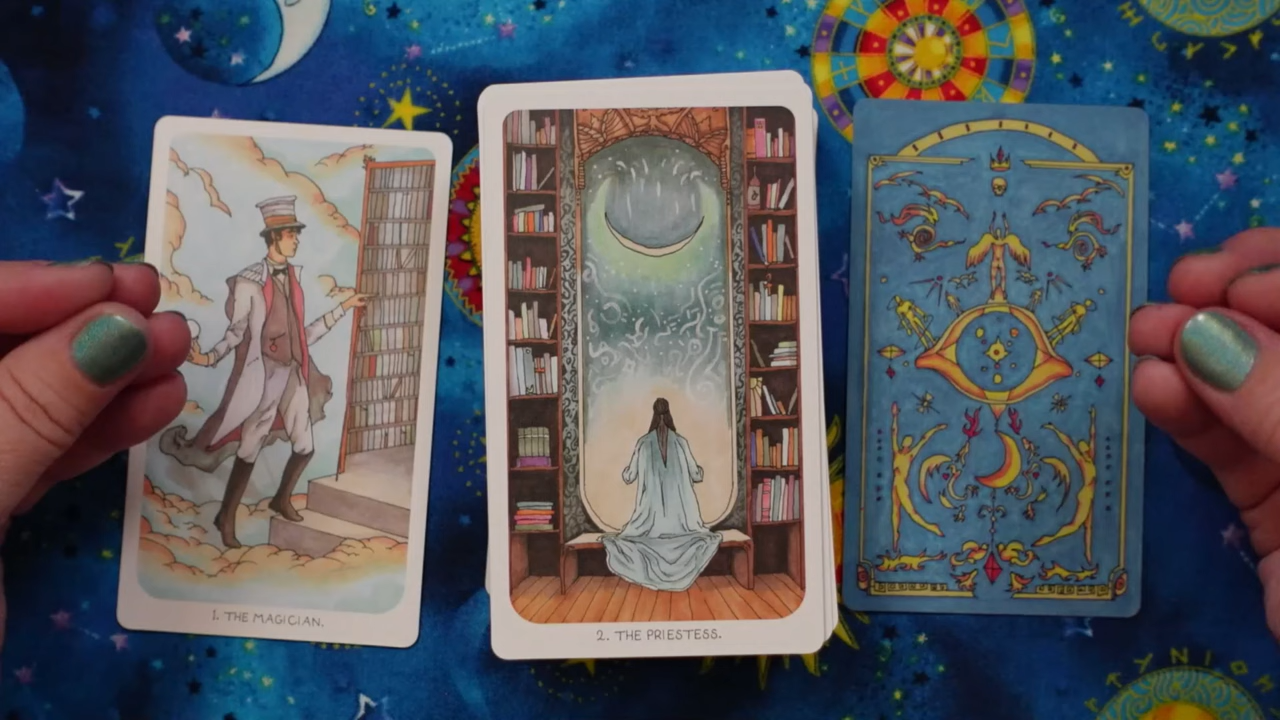 1. THE MAGICIAN.
2. THE PRIESTESS.